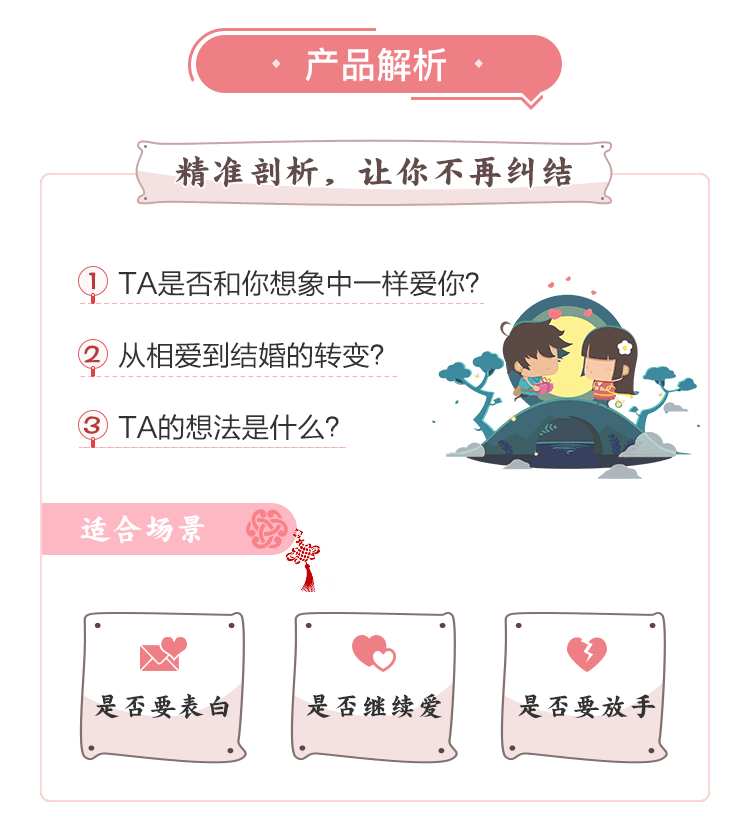 产品解析
精准剖析，让你不再纠结
1 TA是否和你想象中一样爱你?
2 从相爱到结婚的转变?
3 TA的想法是什么?
适合场景
是否要表白
是否继续爱
是否要放手